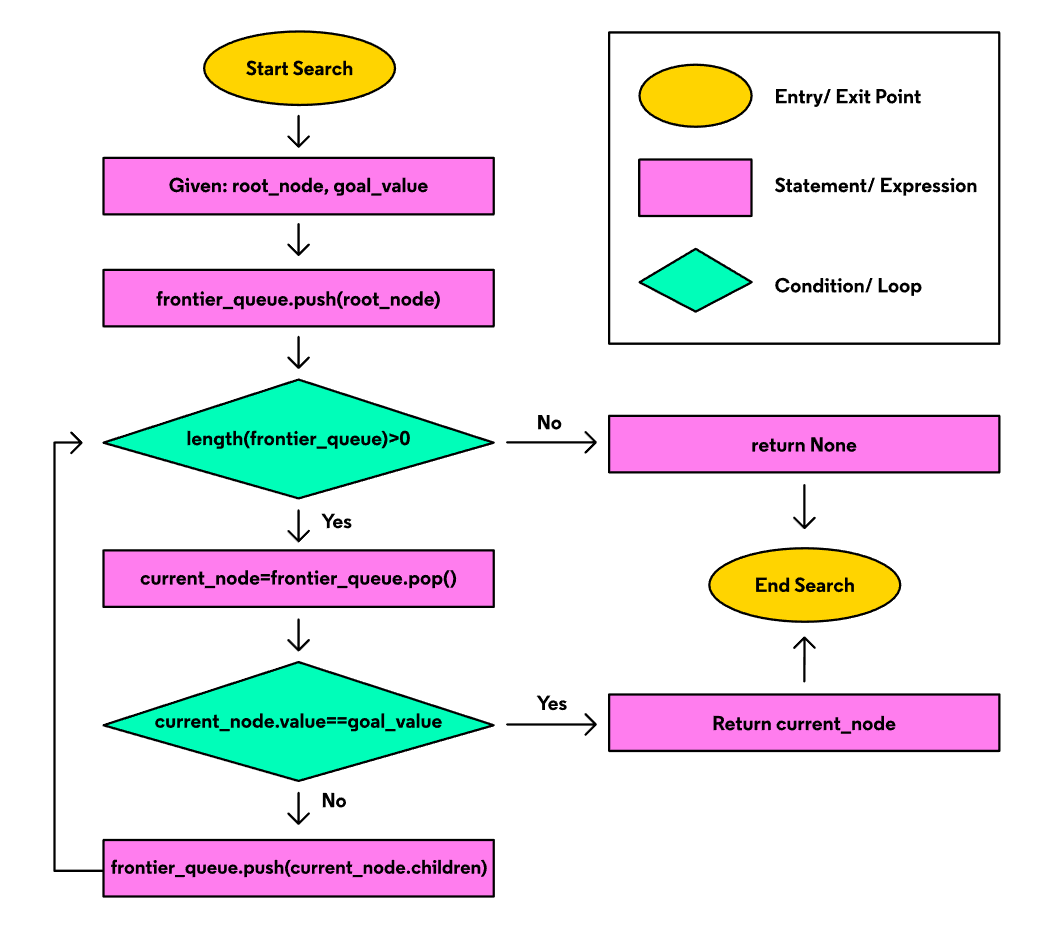 Start Search
Given: root_node, goal_value
frontier_queue.push(root_node)
length(frontier_queue)>0
Yes
current_node=frontier_queue.pop()
current_node.value==goal_value
No
frontier_queue.push(current_node.children)
Entry/ Exit Point
Statement/ Expression
Condition/ Loop
No
return None
End Search
Yes
Return current_node